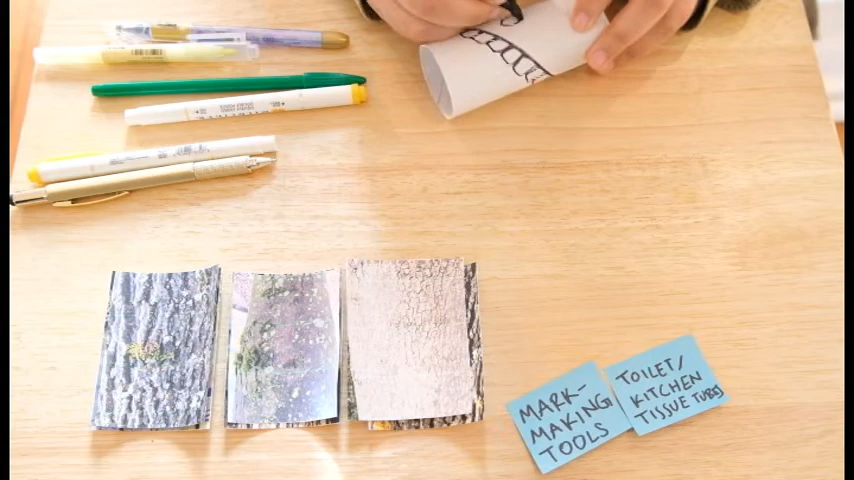 MARK-
MAKING
TOOLS
TOILET/
KITCHEN
TISSUE TUBES